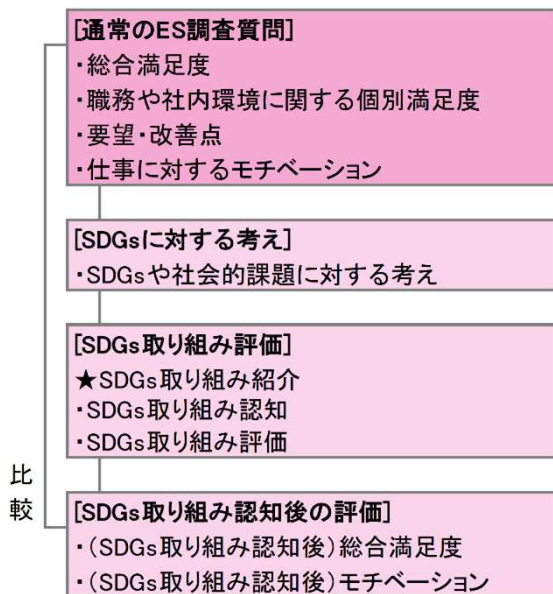 [通常のES調査質問]
・総合満足度
・職務や社内環境に関する個別満足度
・要望・改善点
・仕事に対するモチベーション
[SDGsに対する考え]
・SDGsや社会的課題に対する考え
[SDGs取り組み評価]
★SDGs取り組み紹介
・SDGs取り組み認知
・SDGs取り組み評価
比較
[SDGs取り組み認知後の評価]
・(SDGs取り組み認知後)総合満足度
・(SDGs取り組み認知後)モチベーション